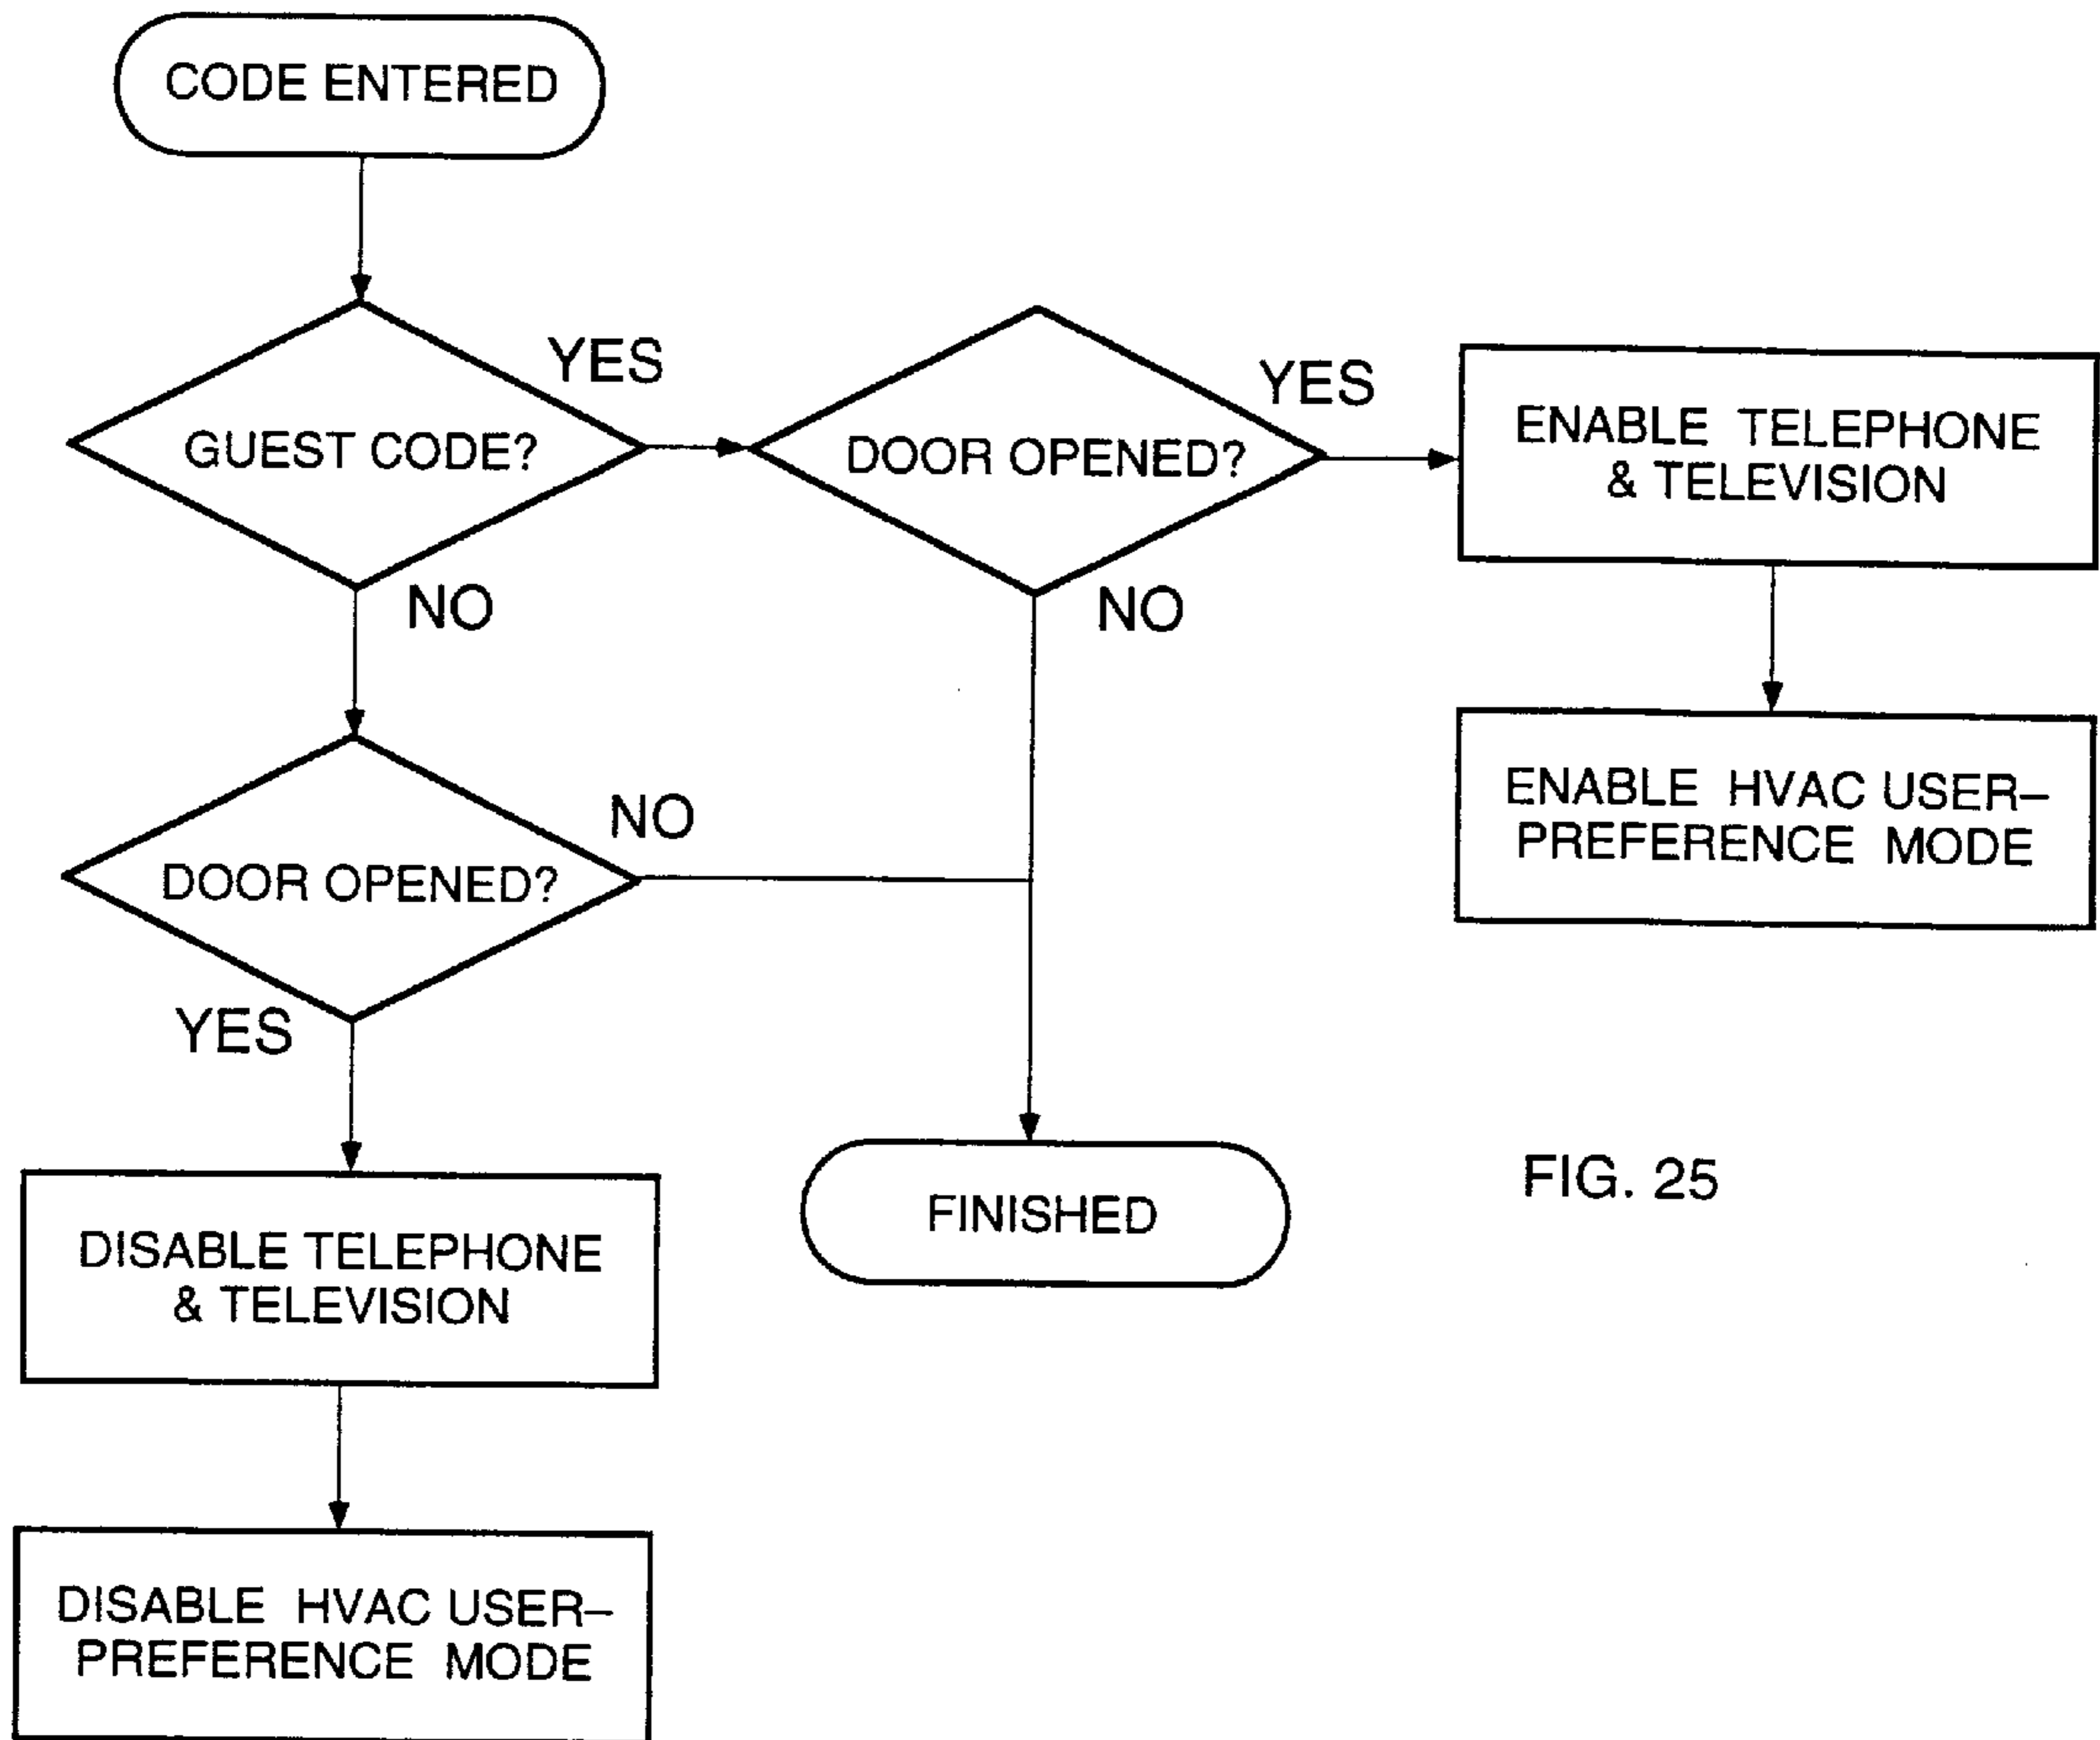 CODE ENTERED
GUEST CODE?
YES
DOOR OPENED?
YES
ENABLE TELEPHONE
& TELEVISION
NO
NO
ENABLE HVAC USER–
PREFERENCE MODE
DOOR OPENED?
NO
YES
DISABLE TELEPHONE
& TELEVISION
FINISHED
FIG. 25
DISABLE HVAC USER–
PREFERENCE MODE